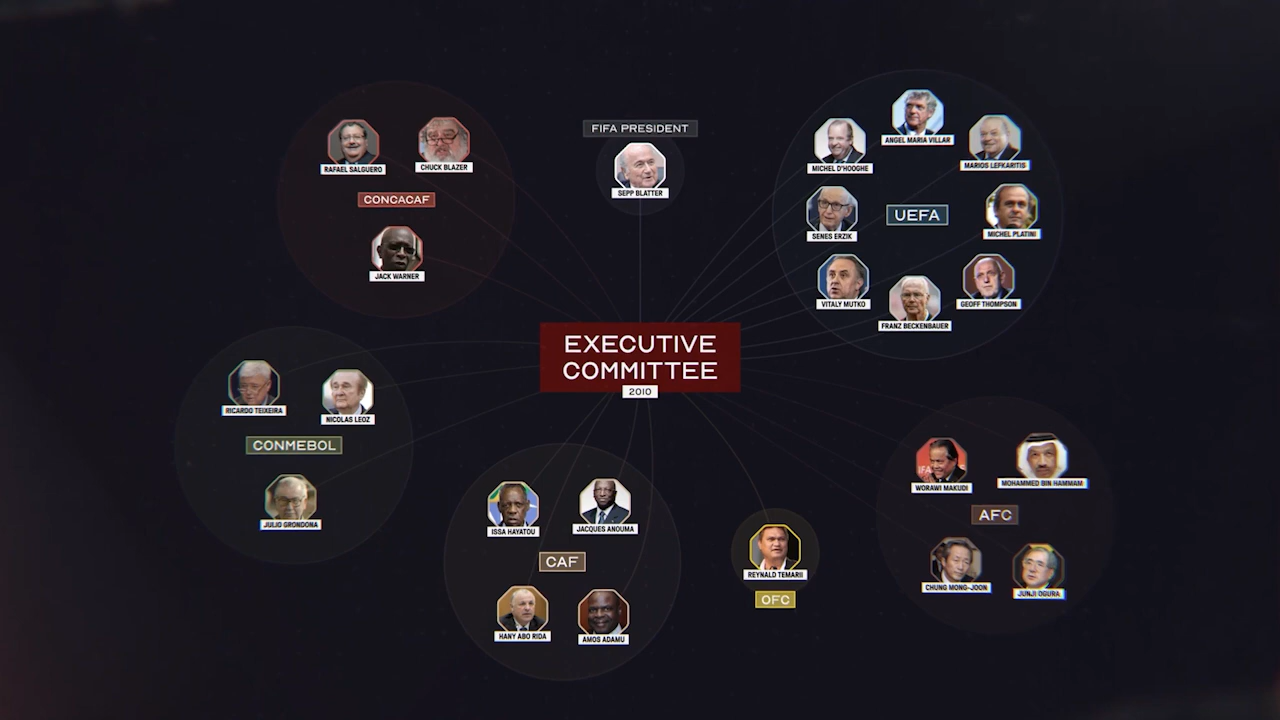 FIFA PRESIDENT
SEPP BLATTER
RAFAEL SALGUERO
CHUCK BLAZER
CONCACAF
JACK WARNER
ANGEL MARIA VILLAR
MICHEL D'HOOGHE
MARIOS LEFKARITIS
SENES ERZIK
UEFA
MICHEL PLATINI
VITALY MUTKO
GEOFF THOMPSON
FRANZ BECKENBAUER
EXECUTIVE
COMMITTEE
2010
RICARDO TEIXEIRA
NICOLAS LEOZ
CONMEBOL
JULIO GRONDONA
ISSA HAYATOU
JACQUES ANOUMA
CAF
HANY ABO RIDA
AMOS ADAMU
REYNALD TEMARII
OFC
IFA
WORAWI MAKUDI
MOHAMMED BIN HAMMAM
AFC
CHUNG MONG-JOON
JUNJI OGURA